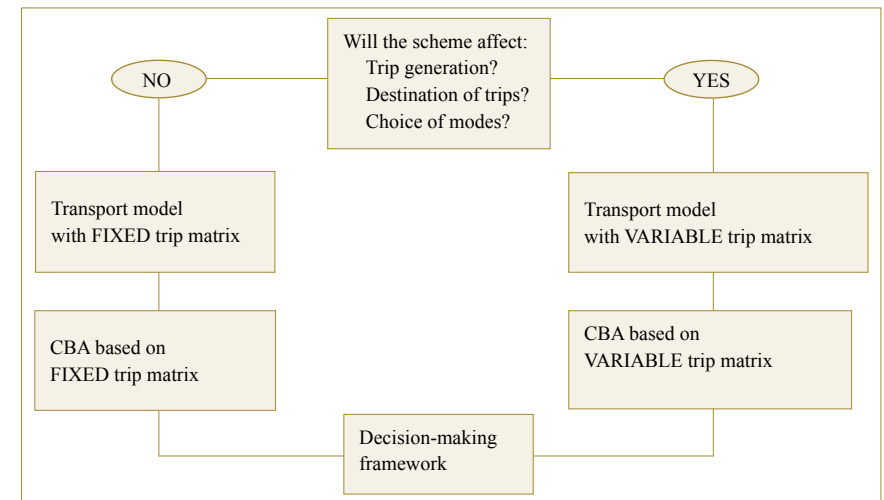 Will the scheme affect:
Trip generation?
Destination of trips?
Choice of modes?
NO
YES
Transport model
with FIXED trip matrix
Transport model
with VARIABLE trip matrix
CBA based on
FIXED trip matrix
CBA based on
VARIABLE trip matrix
Decision-making
framework